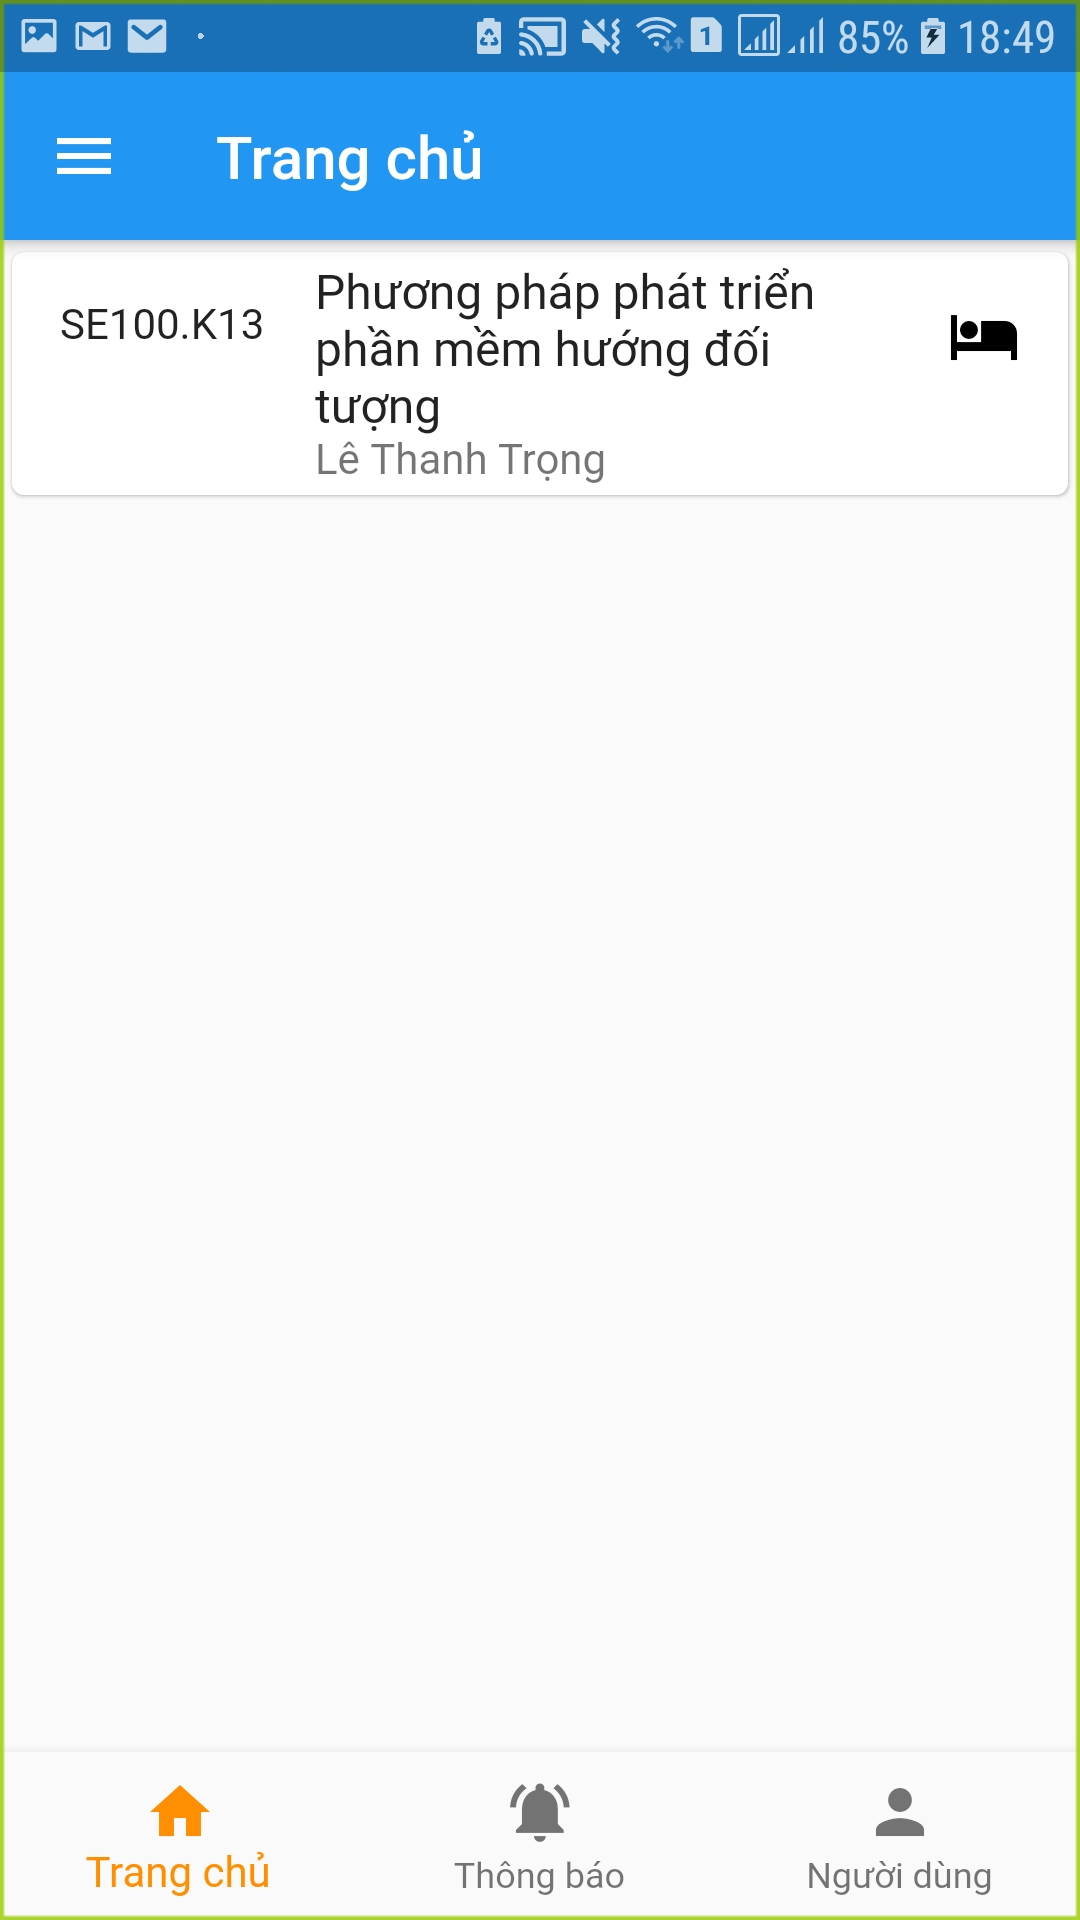 1 85% 18:49
Trang chủ
SE100.K13
Phương pháp phát triển
phần mềm hướng đối
tượng
Lê Thanh Trọng
Trang chủ
Thông báo
Người dùng